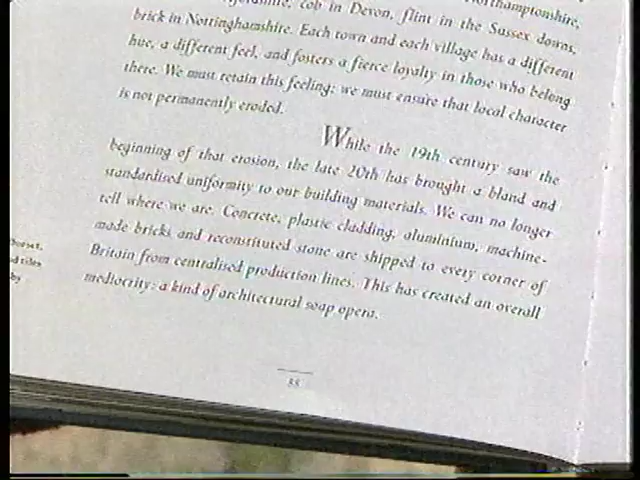 cob in Devon, flint in the Sussex downs,
brick in Nottinghamshire. Each town and each village has a different
hue, a different feel, and fosters a fierce loyalty in those who belong
there. We must retain this feeling; we must ensure that local character
is not permanently eroded.
While the 19th century saw the
beginning of that erosion, the late 20th has brought a bland and
standardised uniformity to our building materials. We can no longer
tell where we are. Concrete, plastic cladding, aluminium, machine-
made bricks and reconstituted stone are shipped to every corner of
Britain from centralised production lines. This has created an overall
mediocrity: a kind of architectural soap opera.